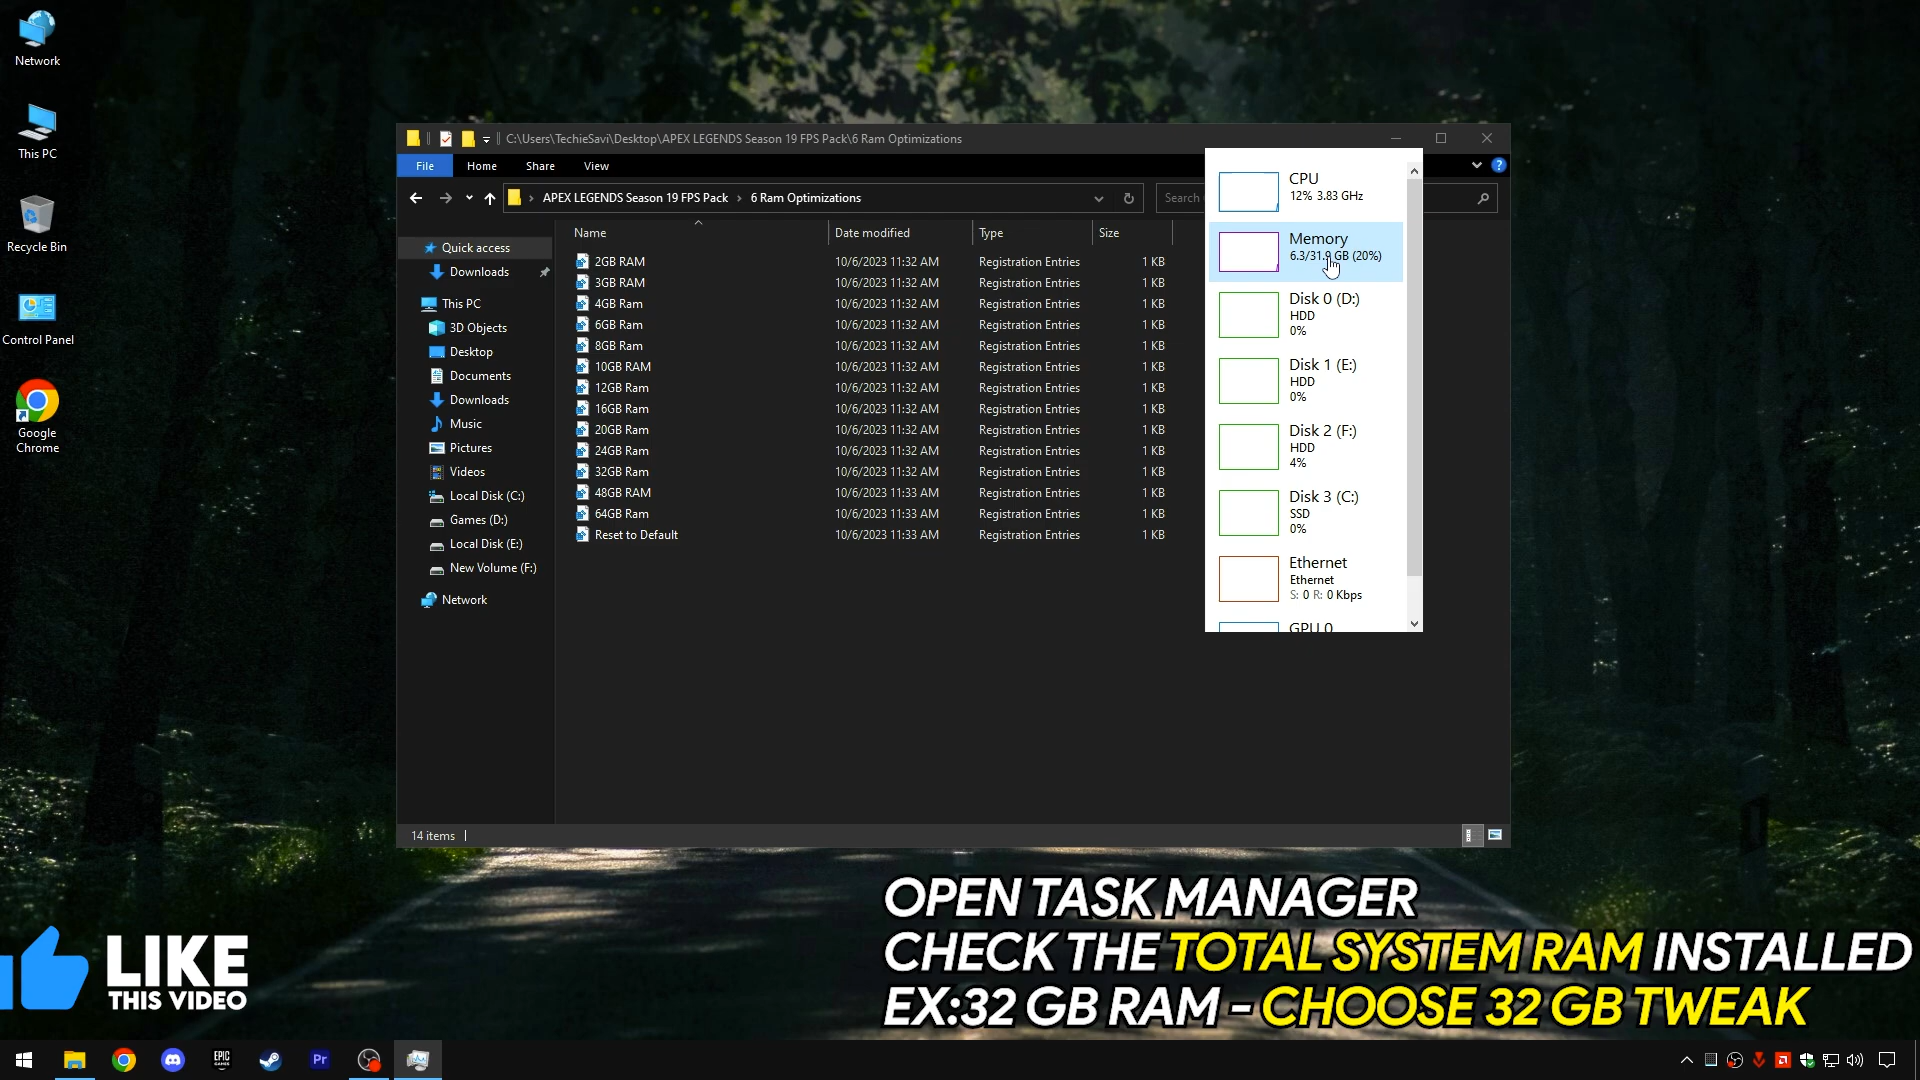 Network
This PC
Recycle Bin
Control Panel
Google
Chrome
C:\Users\TechieSavi\Desktop\APEX LEGENDS Season 19 FPS Pack\6 Ram Optimizations
File Home Share View
APEX LEGENDS Season 19 FPS Pack > 6 Ram Optimizations
Search
Quick access
Downloads
This PC
3D Objects
Desktop
Documents
Downloads
Music
Pictures
Videos
Local Disk (C:)
Games (D:)
Local Disk (E:)
New Volume (F:)
Network
Name Date modified Type Size
2GB RAM 10/6/2023 11:32 AM Registration Entries 1 KB
3GB RAM 10/6/2023 11:32 AM Registration Entries 1 KB
4GB Ram 10/6/2023 11:32 AM Registration Entries 1 KB
6GB Ram 10/6/2023 11:32 AM Registration Entries 1 KB
8GB Ram 10/6/2023 11:32 AM Registration Entries 1 KB
10GB RAM 10/6/2023 11:32 AM Registration Entries 1 KB
12GB Ram 10/6/2023 11:32 AM Registration Entries 1 KB
16GB Ram 10/6/2023 11:32 AM Registration Entries 1 KB
20GB Ram 10/6/2023 11:32 AM Registration Entries 1 KB
24GB Ram 10/6/2023 11:32 AM Registration Entries 1 KB
32GB Ram 10/6/2023 11:32 AM Registration Entries 1 KB
48GB RAM 10/6/2023 11:33 AM Registration Entries 1 KB
64GB Ram 10/6/2023 11:33 AM Registration Entries 1 KB
Reset to Default 10/6/2023 11:33 AM Registration Entries 1 KB
CPU
12% 3.83 GHz
Memory
6.3/31.9 GB (20%)
Disk 0 (D:)
HDD
0%
Disk 1 (E:)
HDD
0%
Disk 2 (F:)
HDD
4%
Disk 3 (C:)
SSD
0%
Ethernet
Ethernet
S: 0 R: 0 Kbps
GPU 0
14 items
LIKE
THIS VIDEO
OPEN TASK MANAGER
CHECK THE TOTAL SYSTEM RAM INSTALLED
EX:32 GB RAM - CHOOSE 32 GB TWEAK
EPIC
GAMES
Pr